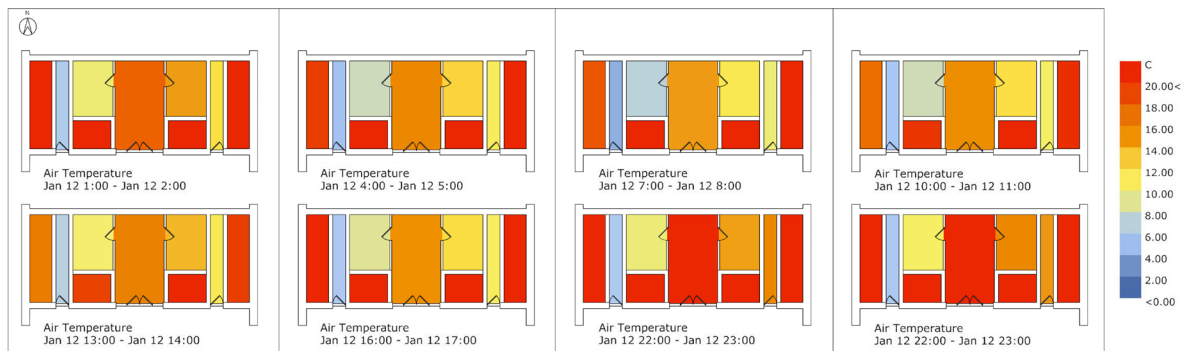 N
Air Temperature
Jan 12 1:00 - Jan 12 2:00
Air Temperature
Jan 12 4:00 - Jan 12 5:00
Air Temperature
Jan 12 7:00 - Jan 12 8:00
Air Temperature
Jan 12 10:00 - Jan 12 11:00
Air Temperature
Jan 12 13:00 - Jan 12 14:00
Air Temperature
Jan 12 16:00 - Jan 12 17:00
Air Temperature
Jan 12 22:00 - Jan 12 23:00
Air Temperature
Jan 12 22:00 - Jan 12 23:00
C
20.00<
18.00
16.00
14.00
12.00
10.00
8.00
6.00
4.00
2.00
<0.00